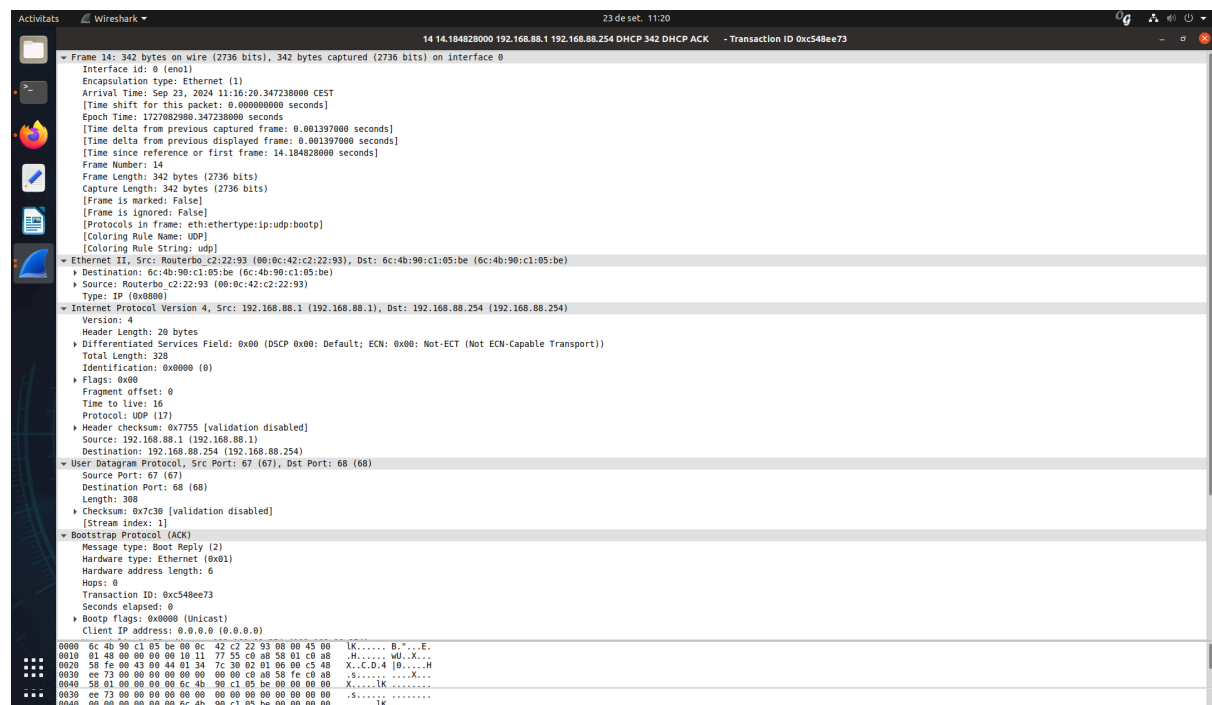 Activitats Wireshark 23 de set. 11:20
14 14.184828000 192.168.88.1 192.168.88.254 DHCP 342 DHCP ACK - Transaction ID 0xc548ee73
Frame 14: 342 bytes on wire (2736 bits), 342 bytes captured (2736 bits) on interface 0
Interface id: 0 (eno1)
Encapsulation type: Ethernet (1)
Arrival Time: Sep 23, 2024 11:16:20.347238000 CEST
[Time shift for this packet: 0.000000000 seconds]
Epoch Time: 1727082980.347238000 seconds
[Time delta from previous captured frame: 0.001397000 seconds]
[Time delta from previous displayed frame: 0.001397000 seconds]
[Time since reference or first frame: 14.184828000 seconds]
Frame Number: 14
Frame Length: 342 bytes (2736 bits)
Capture Length: 342 bytes (2736 bits)
[Frame is marked: False]
[Frame is ignored: False]
[Protocols in frame: eth:ethertype:ip:udp:bootp]
[Coloring Rule Name: UDP]
[Coloring Rule String: udp]
Ethernet II, Src: Routerbo_c2:22:93 (00:0c:42:c2:22:93), Dst: 6c:4b:90:c1:05:be (6c:4b:90:c1:05:be)
Destination: 6c:4b:90:c1:05:be (6c:4b:90:c1:05:be)
Source: Routerbo_c2:22:93 (00:0c:42:c2:22:93)
Type: IP (0x0800)
Internet Protocol Version 4, Src: 192.168.88.1 (192.168.88.1), Dst: 192.168.88.254 (192.168.88.254)
Version: 4
Header Length: 20 bytes
Differentiated Services Field: 0x00 (DSCP 0x00: Default; ECN: 0x00: Not-ECT (Not ECN-Capable Transport))
Total Length: 328
Identification: 0x0000 (0)
Flags: 0x00
Fragment offset: 0
Time to live: 16
Protocol: UDP (17)
Header checksum: 0x7755 [validation disabled]
Source: 192.168.88.1 (192.168.88.1)
Destination: 192.168.88.254 (192.168.88.254)
User Datagram Protocol, Src Port: 67 (67), Dst Port: 68 (68)
Source Port: 67 (67)
Destination Port: 68 (68)
Length: 308
Checksum: 0x7c30 [validation disabled]
[Stream index: 1]
Bootstrap Protocol (ACK)
Message type: Boot Reply (2)
Hardware type: Ethernet (0x01)
Hardware address length: 6
Hops: 0
Transaction ID: 0xc548ee73
Seconds elapsed: 0
Bootp flags: 0x0000 (Unicast)
Client IP address: 0.0.0.0 (0.0.0.0)
0000 6c 4b 90 c1 05 be 00 0c 42 c2 22 93 08 00 45 00 lK...... B."...E.
0010 01 48 00 00 00 00 10 11 77 55 c0 a8 58 01 c0 a8 .H...... wU..X...
0020 58 fe 00 43 00 44 01 34 7c 30 02 01 06 00 c5 48 X..C.D.4 |0.....H
0030 ee 73 00 00 00 00 00 00 00 00 c0 a8 58 fe c0 a8 .s...... ....X...
0040 58 01 00 00 00 00 6c 4b 90 c1 05 be 00 00 00 00 X.....lK ........
0030 ee 73 00 00 00 00 00 00 00 00 00 00 00 00 00 00 .s...... ........